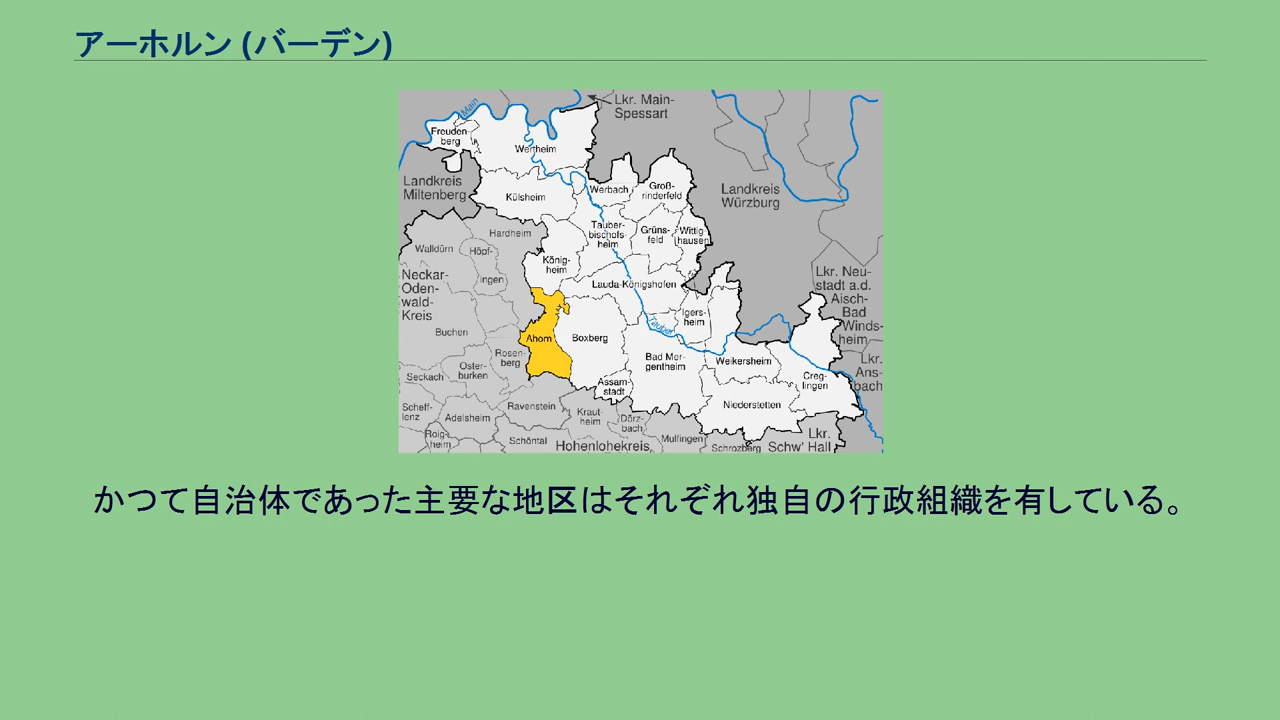 アーホルン (バーデン)
Main
Lkr. Main-
Spessart
Freuden-
berg
Wertheim
Landkreis
Miltenberg
Külsheim
Werbach
Groß-
rinderfeld
Landkreis
Würzburg
Hardheim
Tauber-
bischofs-
heim
Grüns-
feld
Wittig
hausen
Walldürn
Höpf-
ingen
König-
heim
Neckar-
Oden-
wald-
Kreis
Lauda-Königshofen
Lkr. Neu-
stadt a.d.
Aisch-
Bad
Winds-
heim
Igers-
heim
Tauber
Buchen
Ahorn
Boxberg
Rosen-
berg
Bad Mer-
gentheim
Weikersheim
Lkr.
Ans-
bach
Seckach
Oster-
burken
Assam-
stadt
Creg-
lingen
Niederstetten
Scheff-
lenz
Adelsheim
Ravenstein
Kraut-
heim
Dörz-
bach
Roig-
heim
Schöntal
Hohenlohekreis
Mulfingen
Schrozberg
Lkr.
Schw' Hall
かつて自治体であった主要な地区はそれぞれ独自の行政組織を有している。